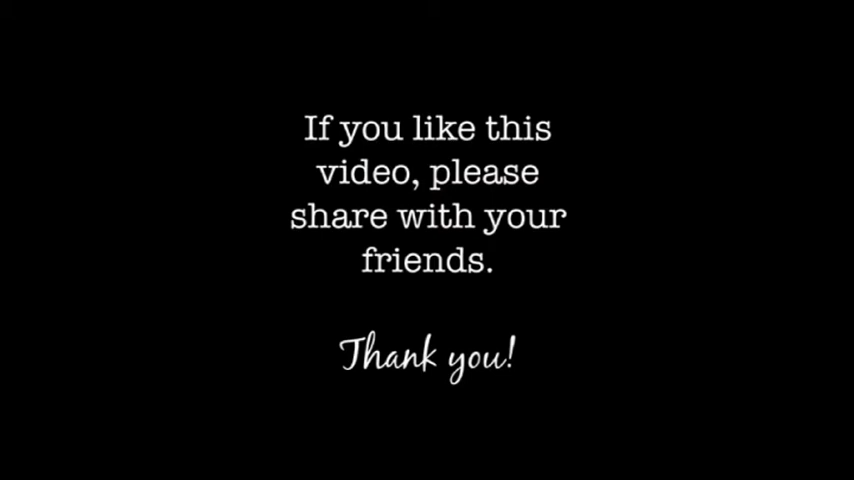 If you like this
video, please
share with your
friends.
Thank you!